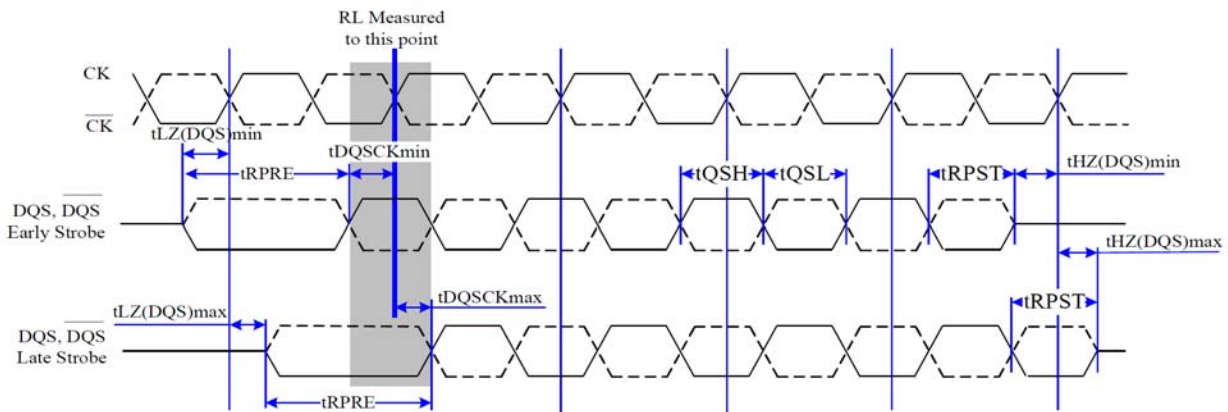 RL Measured
to this point
CK
CK
tLZ(DQS)min
tDQSCKmin
tRPRE
tQSH
tQSL
tRPST
tHZ(DQS)min
DQS, DQS
Early Strobe
tHZ(DQS)max
tDQSCKmax
tLZ(DQS)max
tRPST
DQS, DQS
Late Strobe
tRPRE